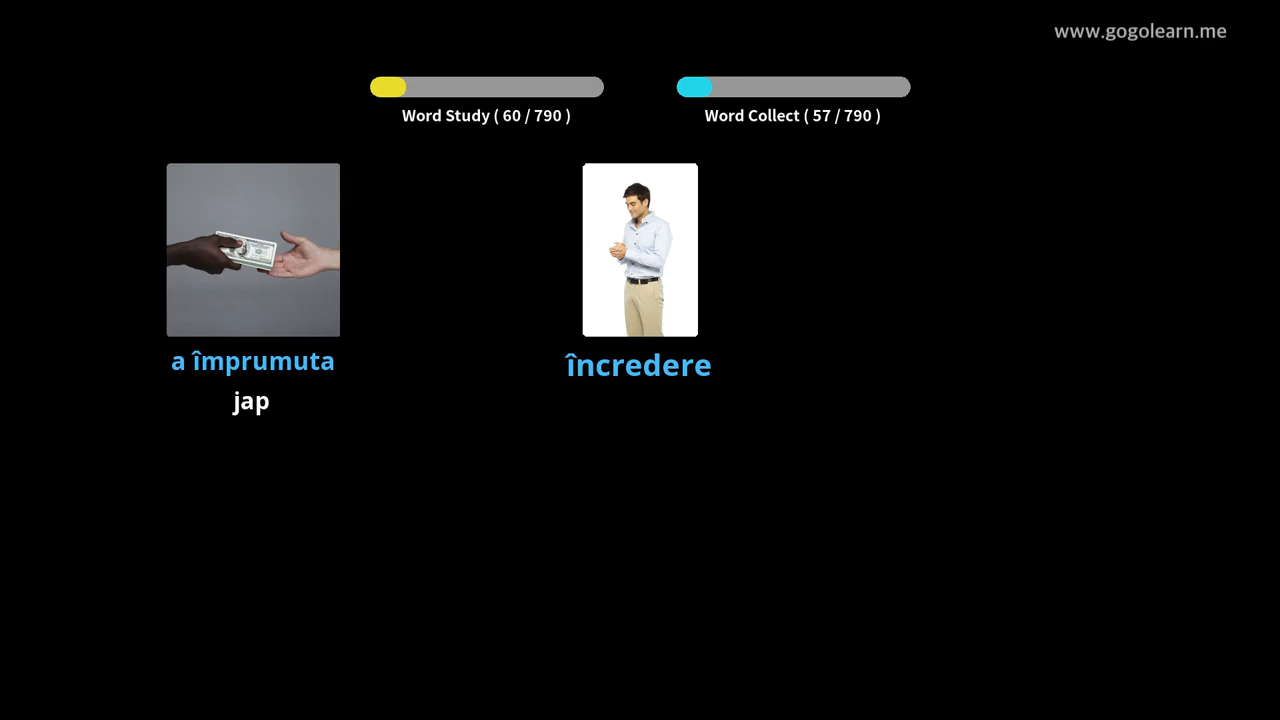 www.gogolearn.me
Word Study ( 60 / 790 )
Word Collect ( 57 / 790 )
a împrumuta
jap
încredere